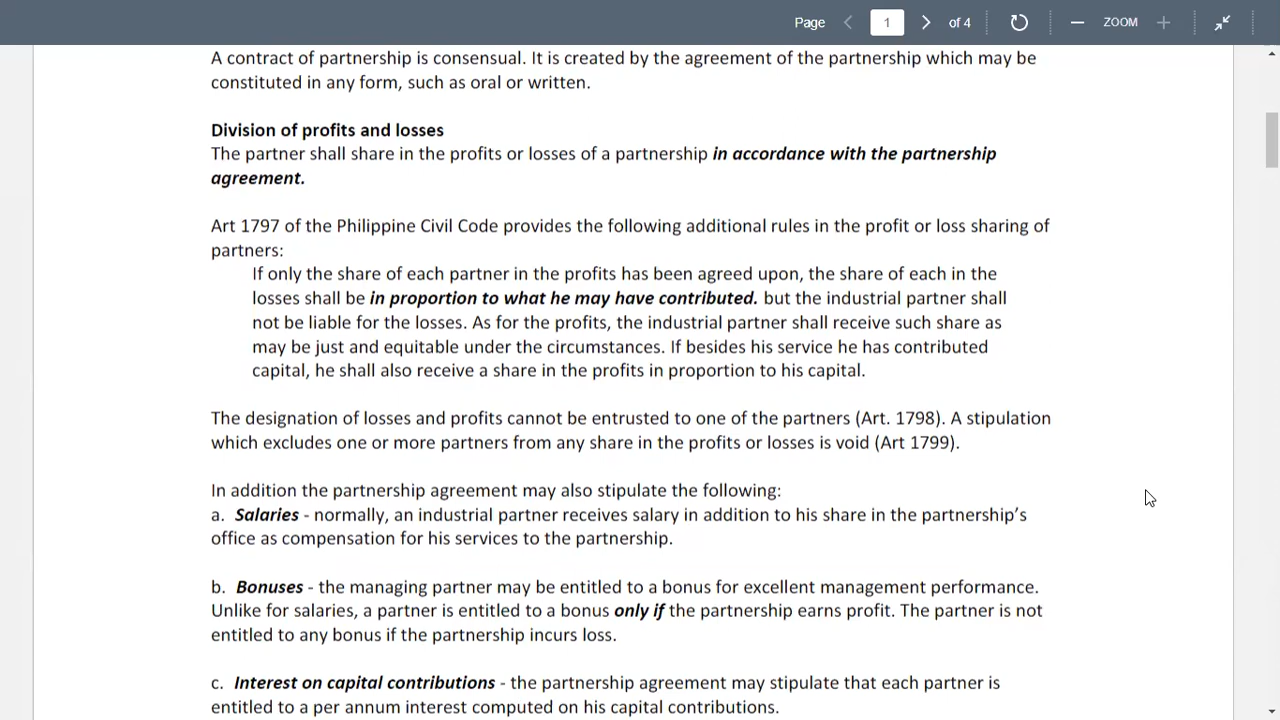 Page 1 of 4 ZOOM
A contract of partnership is consensual. It is created by the agreement of the partnership which may be
constituted in any form, such as oral or written.
Division of profits and losses
The partner shall share in the profits or losses of a partnership in accordance with the partnership
agreement.
Art 1797 of the Philippine Civil Code provides the following additional rules in the profit or loss sharing of
partners:
If only the share of each partner in the profits has been agreed upon, the share of each in the
losses shall be in proportion to what he may have contributed. but the industrial partner shall
not be liable for the losses. As for the profits, the industrial partner shall receive such share as
may be just and equitable under the circumstances. If besides his service he has contributed
capital, he shall also receive a share in the profits in proportion to his capital.
The designation of losses and profits cannot be entrusted to one of the partners (Art. 1798). A stipulation
which excludes one or more partners from any share in the profits or losses is void (Art 1799).
In addition the partnership agreement may also stipulate the following:
a. Salaries - normally, an industrial partner receives salary in addition to his share in the partnership’s
office as compensation for his services to the partnership.
b. Bonuses - the managing partner may be entitled to a bonus for excellent management performance.
Unlike for salaries, a partner is entitled to a bonus only if the partnership earns profit. The partner is not
entitled to any bonus if the partnership incurs loss.
c. Interest on capital contributions - the partnership agreement may stipulate that each partner is
entitled to a per annum interest computed on his capital contributions.